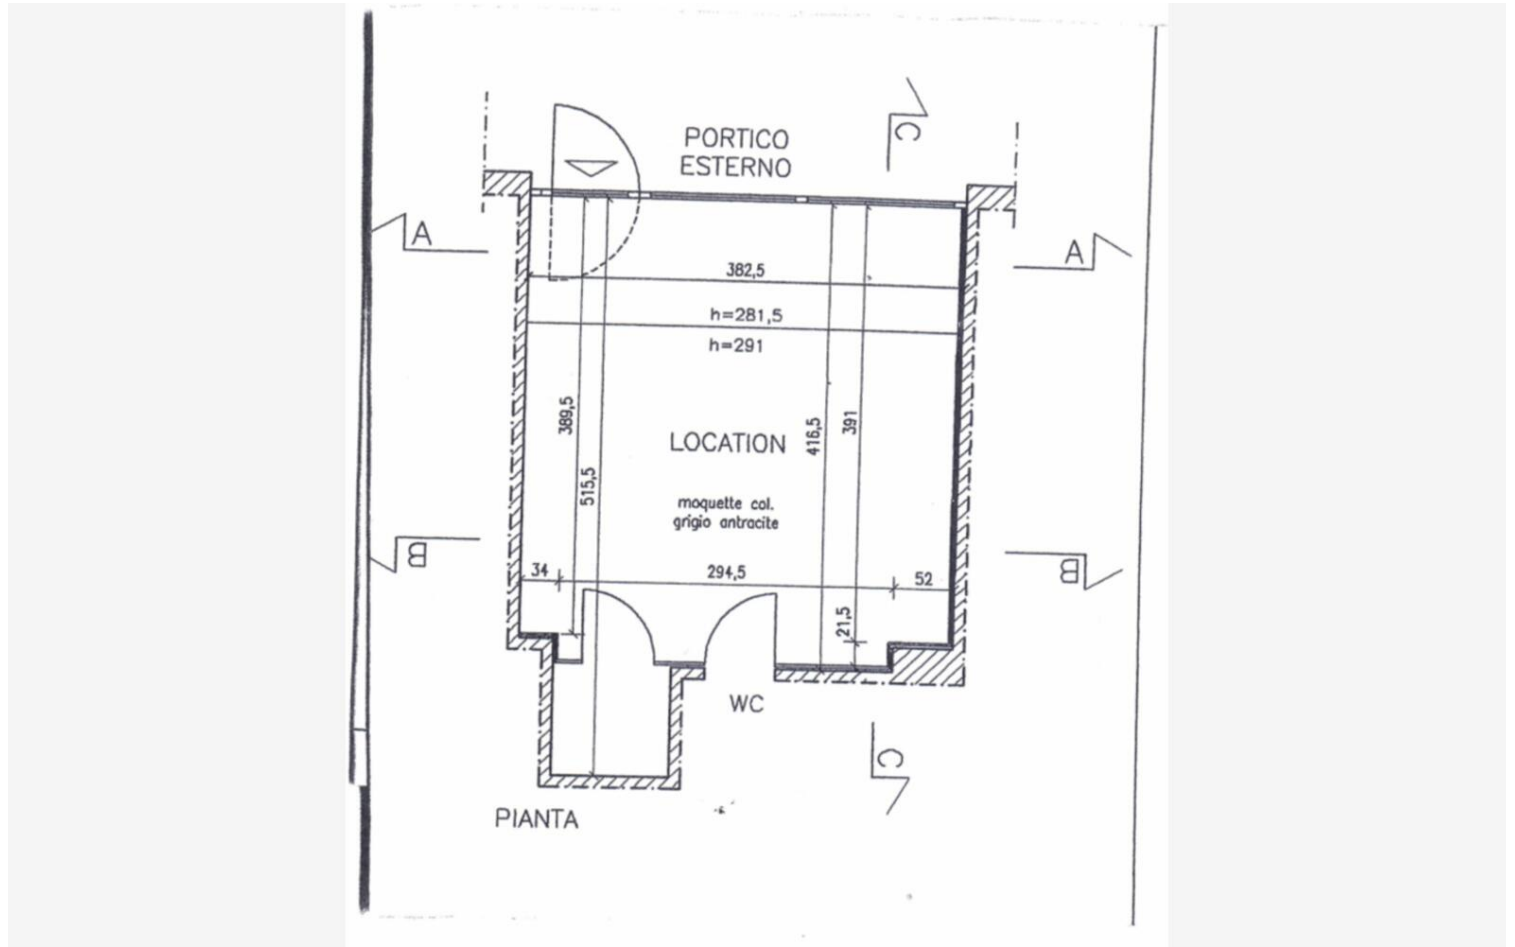 C
PORTICO
ESTERNO
A
A
382,5
h=281,5
h=291
389,5
515,5
416,5
391
LOCATION
moquette col.
grigio antracite
B
B
34
294,5
52
21,5
WC
C
PIANTA